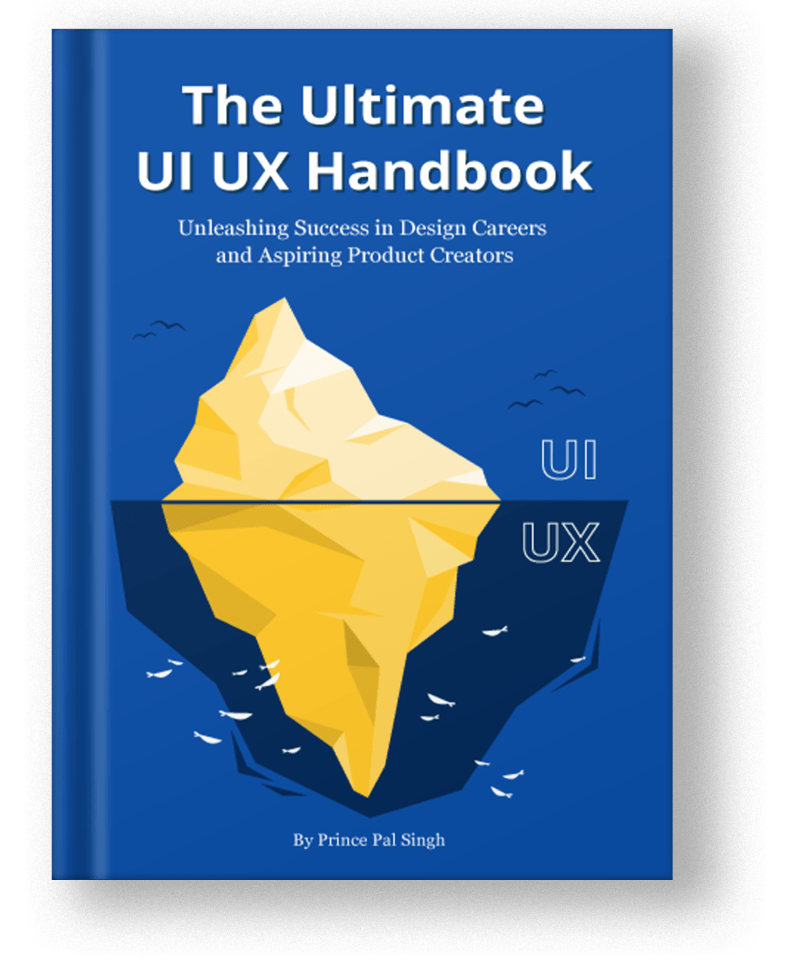 The Ultimate
UI UX Handbook
Unleashing Success in Design Careers
and Aspiring Product Creators
UI
UX
By Prince Pal Singh